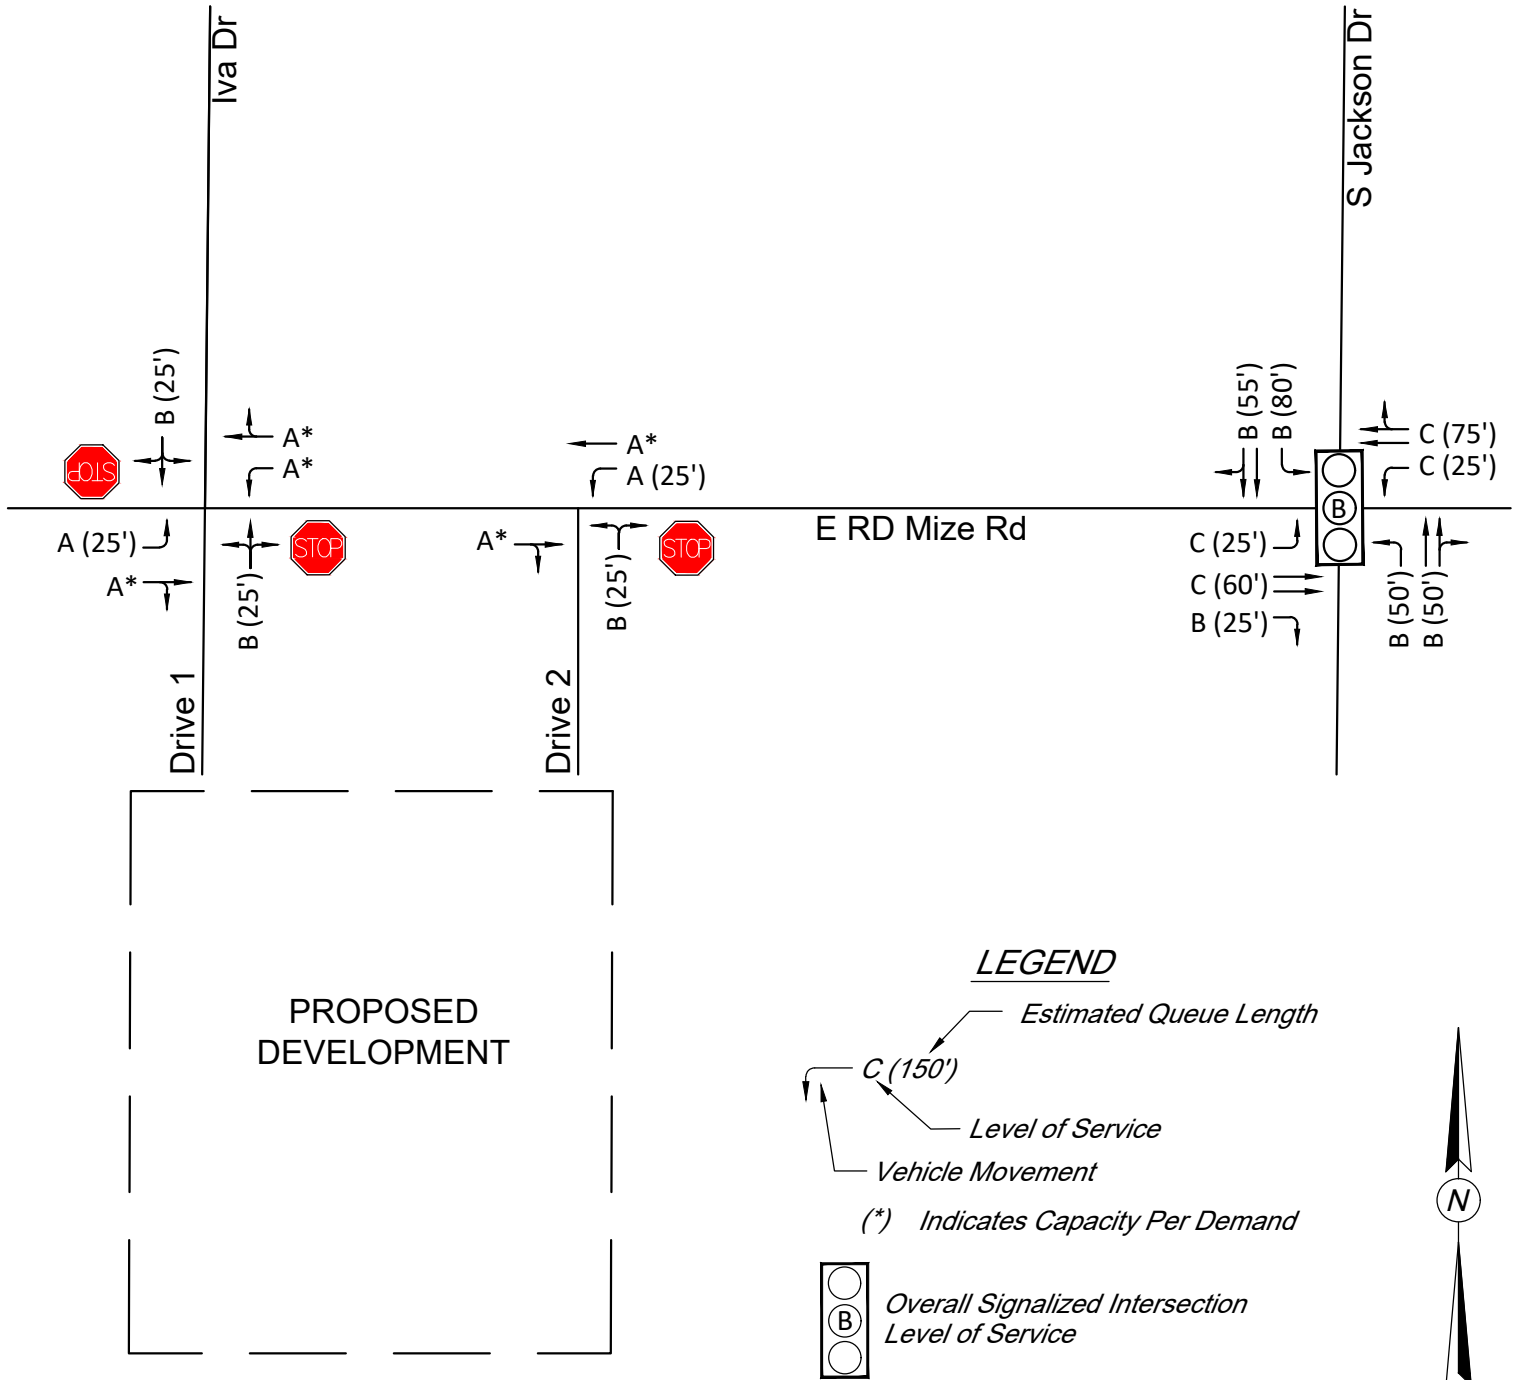 Iva Dr
S Jackson Dr
B (25')
STOP
A*
A*
A*
A (25')
B (55')
B (80')
C (75')
C (25')
B
E RD Mize Rd
A (25')
A*
B (25')
STOP
A*
B (25')
STOP
C (25')
C (60')
B (25')
B (50')
B (50')
Drive 1
Drive 2
PROPOSED
DEVELOPMENT
LEGEND
Estimated Queue Length
C (150')
Level of Service
Vehicle Movement
(*) Indicates Capacity Per Demand
B
Overall Signalized Intersection
Level of Service
N